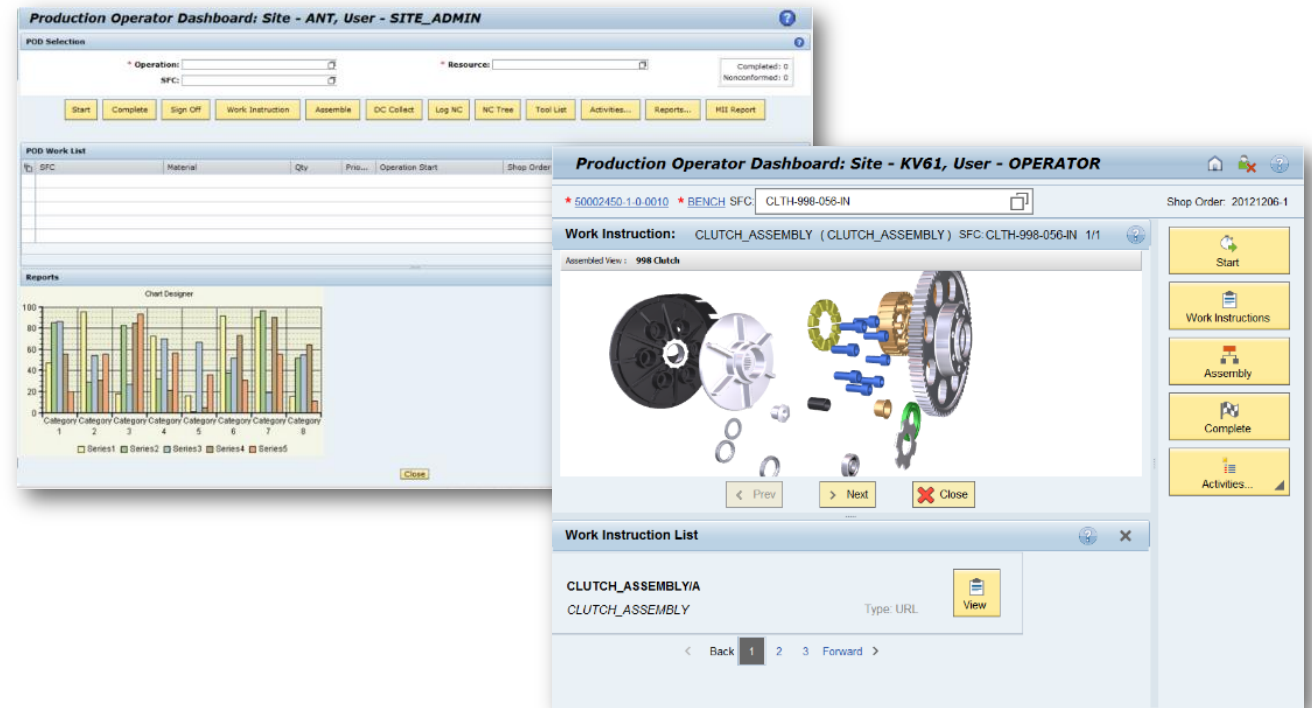 Production Operator Dashboard: Site - ANT, User - SITE_ADMIN
POD Selection
* Operation:
* Resource:
SFC:
Completed: 0
Nonconformed: 0
Start Complete Sign Off Work Instruction Assemble DC Collect Log NC NC Tree Tool List Activities... Reports... MII Report
POD Work List
SFC Material Qty Prio... Operation Start Shop Order
Reports
Chart Designer
100
80
60
40
20
0
Category Category Category Category Category Category Category Category
1 2 3 4 5 6 7 8
Series1 Series2 Series3 Series4 Series5
Close
Production Operator Dashboard: Site - KV61, User - OPERATOR
* 50002450-1-0-0010 * BENCH SFC: CLTH-998-056-IN
Shop Order: 20121206-1
Work Instruction: CLUTCH_ASSEMBLY (CLUTCH_ASSEMBLY) SFC:CLTH-998-056-IN 1/1
Assembled View : 998 Clutch
< Prev > Next Close
Start
Work Instructions
Assembly
Complete
Activities...
Work Instruction List
CLUTCH_ASSEMBLY/A
CLUTCH_ASSEMBLY Type: URL View
< Back 1 2 3 Forward >